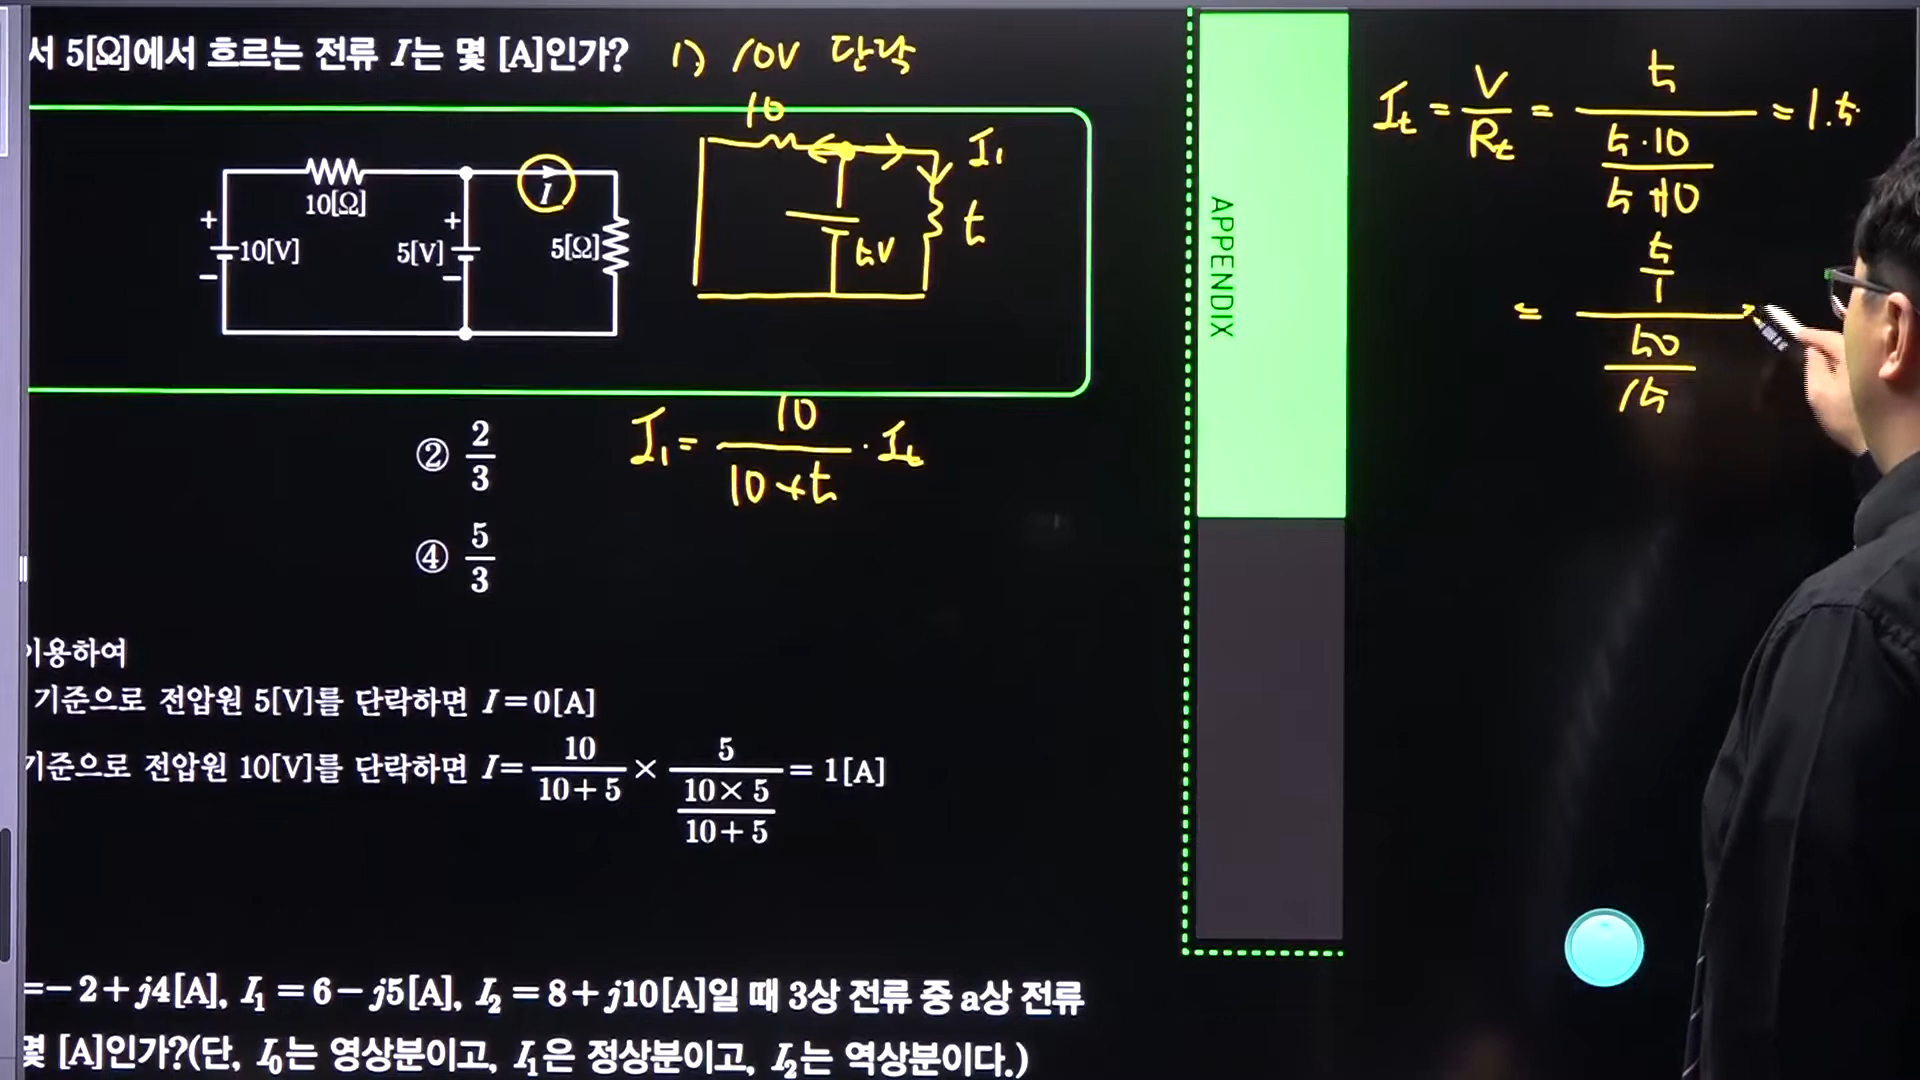 서 5[Ω]에서 흐르는 전류 I는 몇 [A]인가?
1) 10V 단락
10
I₁
5
5V
10[Ω]
I
+
10[V]
−
+
5[V]
−
5[Ω]
② 2/3
④ 5/3
I₁ = 10/(10+5) · It
이용하여
기준으로 전압원 5[V]를 단락하면 I=0[A]
기준으로 전압원 10[V]를 단락하면 I= 10/(10+5) × 5/((10×5)/(10+5)) = 1[A]
=−2+j4[A], I₁=6−j5[A], I₂=8+j10[A]일 때 3상 전류 중 a상 전류
몇 [A]인가?(단, I₀는 영상분이고, I₁은 정상분이고, I₂는 역상분이다.)
APPENDIX
It = V/Rt = 5/((5·10)/(5+10)) = 1.5
= (5/1)/(50/15)